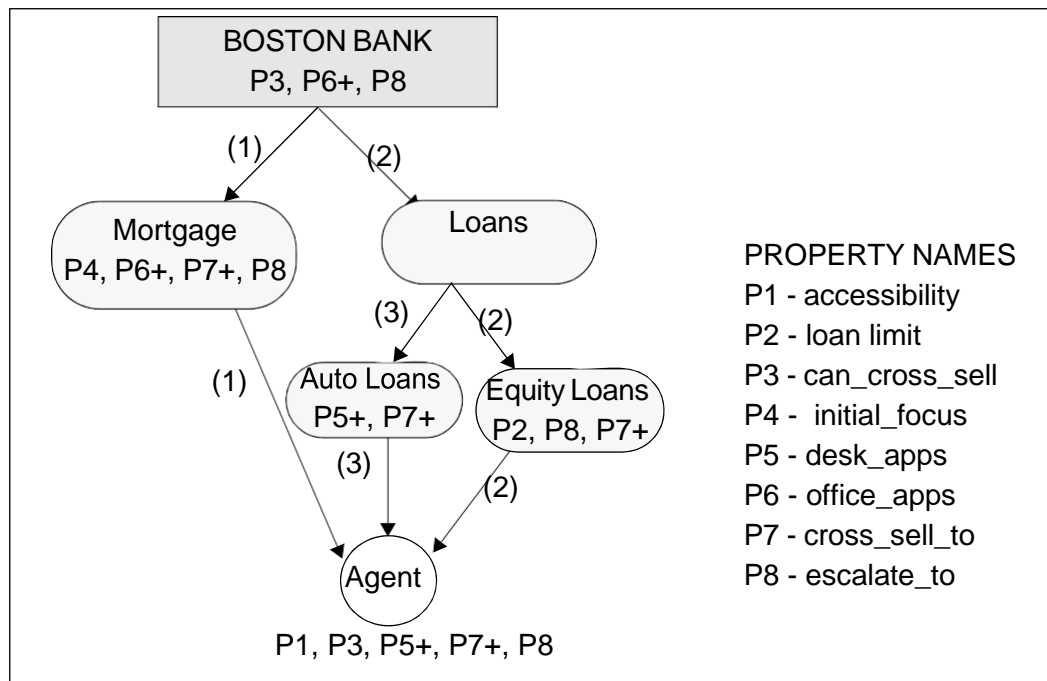 BOSTON BANK
P3, P6+, P8
(1)
(2)
Mortgage
P4, P6+, P7+, P8
Loans
(3)
(2)
(1)
Auto Loans
P5+, P7+
Equity Loans
P2, P8, P7+
(3)
(2)
Agent
P1, P3, P5+, P7+, P8
PROPERTY NAMES
P1 - accessibility
P2 - loan limit
P3 - can_cross_sell
P4 - initial_focus
P5 - desk_apps
P6 - office_apps
P7 - cross_sell_to
P8 - escalate_to